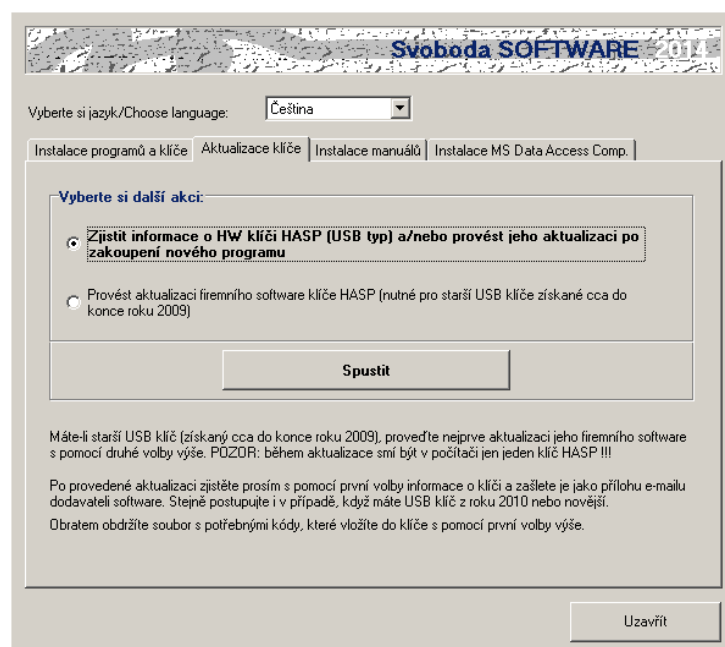 Svoboda SOFTWARE 2014
Vyberte si jazyk/Choose language:
Čeština
Instalace programů a klíče
Aktualizace klíče
Instalace manuálů
Instalace MS Data Access Comp.
Vyberte si další akci:
Zjistit informace o HW klíči HASP (USB typ) a/nebo provést jeho aktualizaci po
zakoupení nového programu
Provést aktualizaci firemního software klíče HASP (nutné pro starší USB klíče získané cca do
konce roku 2009)
Spustit
Máte-li starší USB klíč (získaný cca do konce roku 2009), proveďte nejprve aktualizaci jeho firemního software
s pomocí druhé volby výše. POZOR: během aktualizace smí být v počítači jen jeden klíč HASP !!!
Po provedené aktualizaci zjistěte prosím s pomocí první volby informace o klíči a zašlete je jako přílohu e-mailu
dodavateli software. Stejně postupujte i v případě, když máte USB klíč z roku 2010 nebo novější.
Obratem obdržíte soubor s potřebnými kódy, které vložíte do klíče s pomocí první volby výše.
Uzavřít